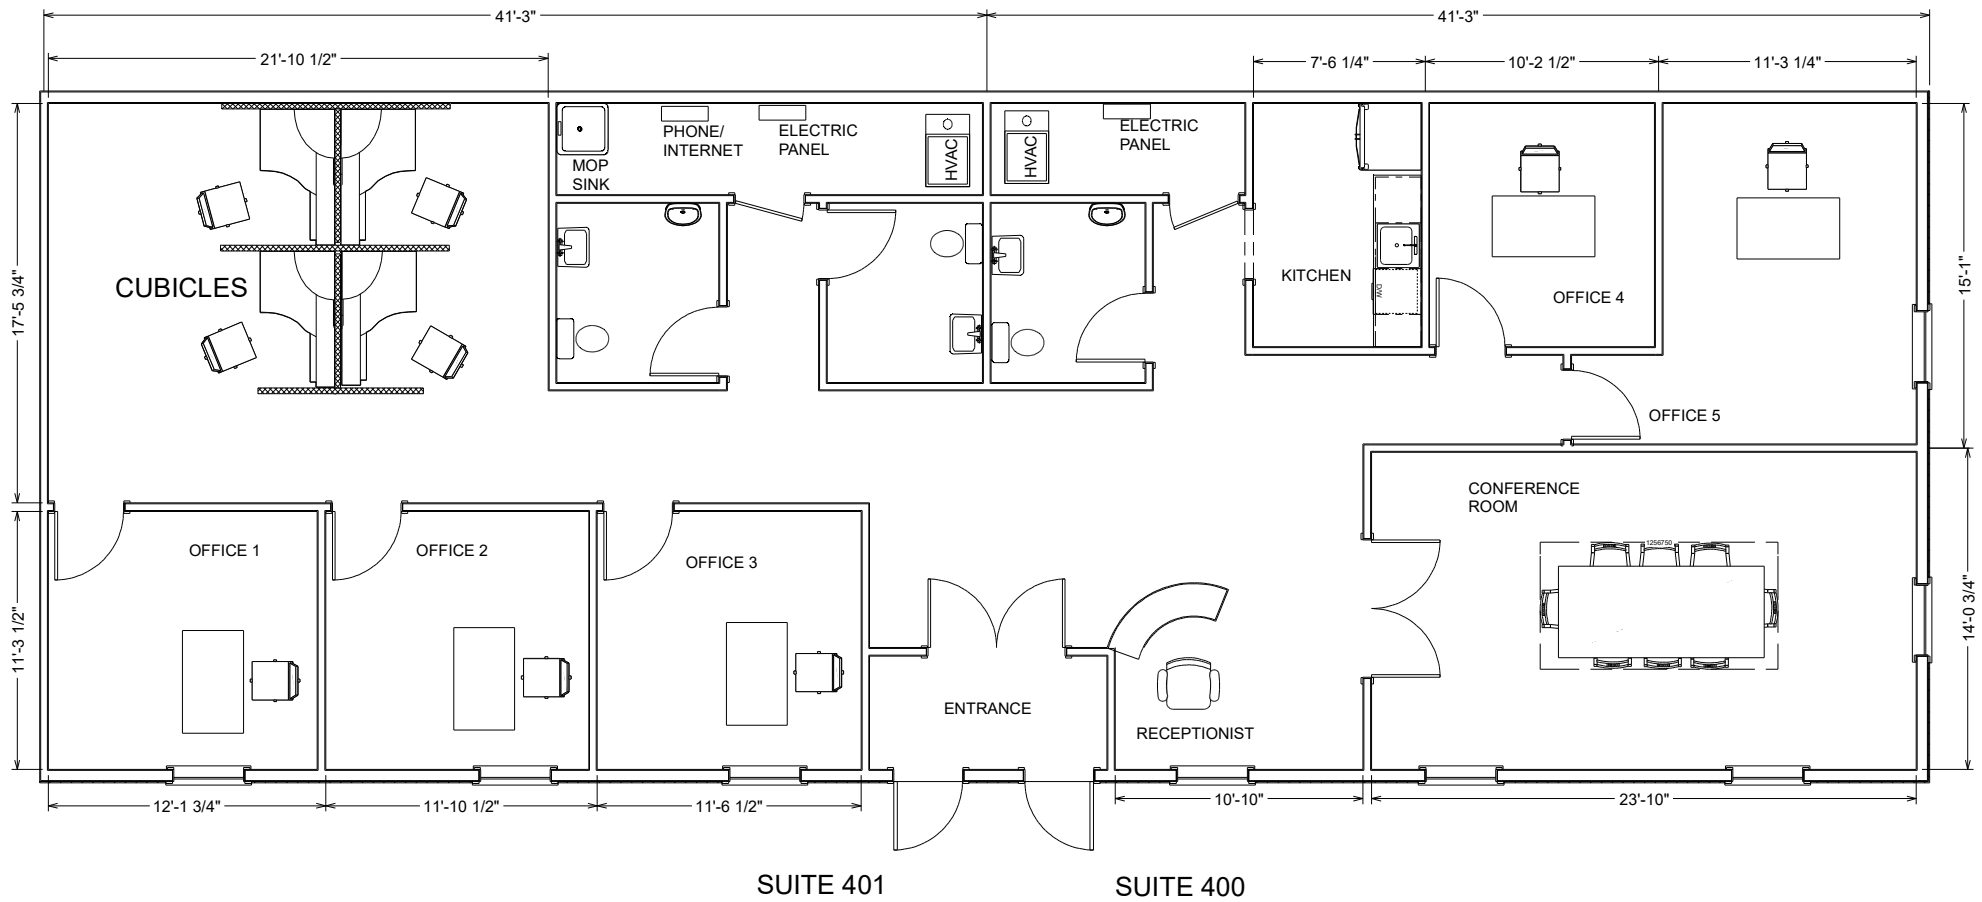 41'-3"
41'-3"
21'-10 1/2"
7'-6 1/4"
10'-2 1/2"
11'-3 1/4"
PHONE/
INTERNET
ELECTRIC
PANEL
HVAC
HVAC
ELECTRIC
PANEL
MOP
SINK
CUBICLES
17'-5 3/4"
KITCHEN
D/W
OFFICE 4
15'-1"
OFFICE 5
CONFERENCE
ROOM
OFFICE 1
OFFICE 2
OFFICE 3
1256750
11'-3 1/2"
14'-0 3/4"
ENTRANCE
RECEPTIONIST
12'-1 3/4"
11'-10 1/2"
11'-6 1/2"
10'-10"
23'-10"
SUITE 401
SUITE 400